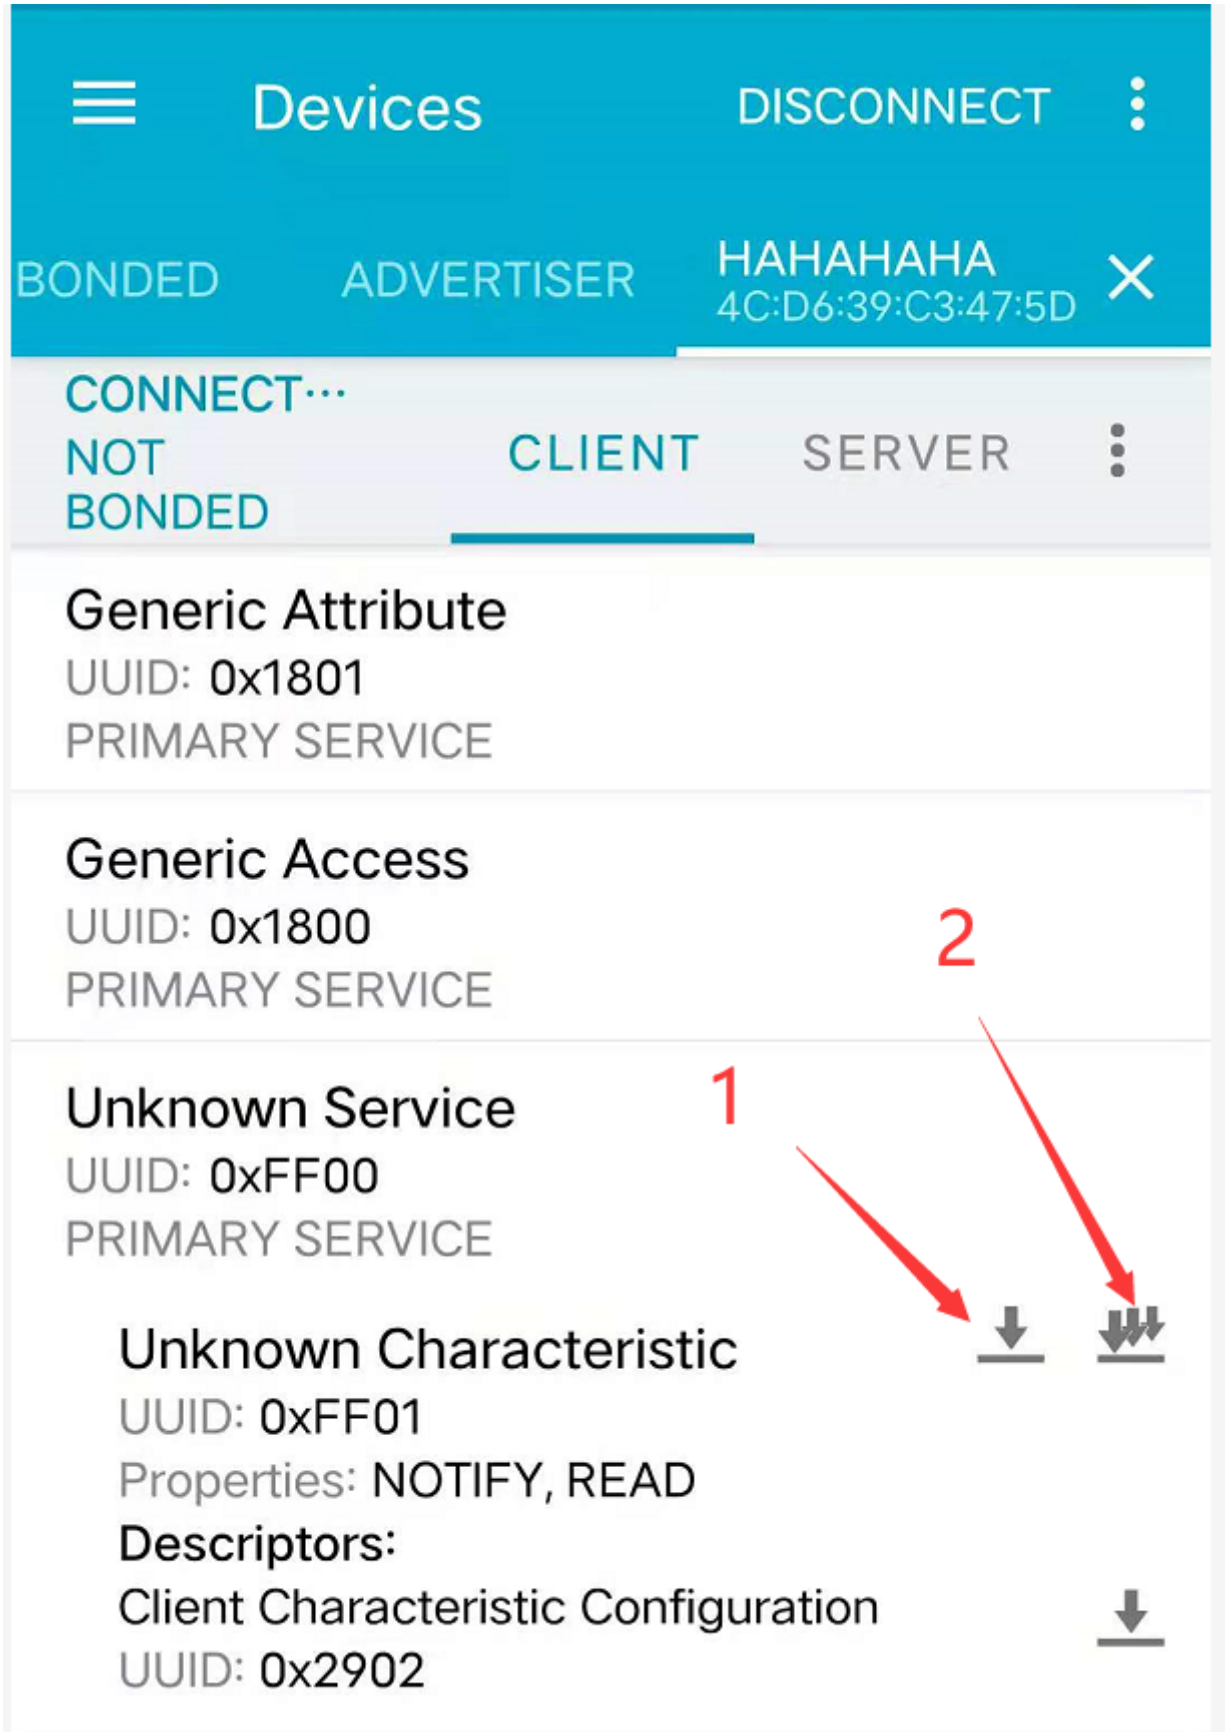 Devices
DISCONNECT
BONDED
ADVERTISER
HAHAHAHA
4C:D6:39:C3:47:5D
CONNECT…
NOT
BONDED
CLIENT
SERVER
Generic Attribute
UUID: 0x1801
PRIMARY SERVICE
Generic Access
UUID: 0x1800
PRIMARY SERVICE
2
1
Unknown Service
UUID: 0xFF00
PRIMARY SERVICE
Unknown Characteristic
UUID: 0xFF01
Properties: NOTIFY, READ
Descriptors:
Client Characteristic Configuration
UUID: 0x2902